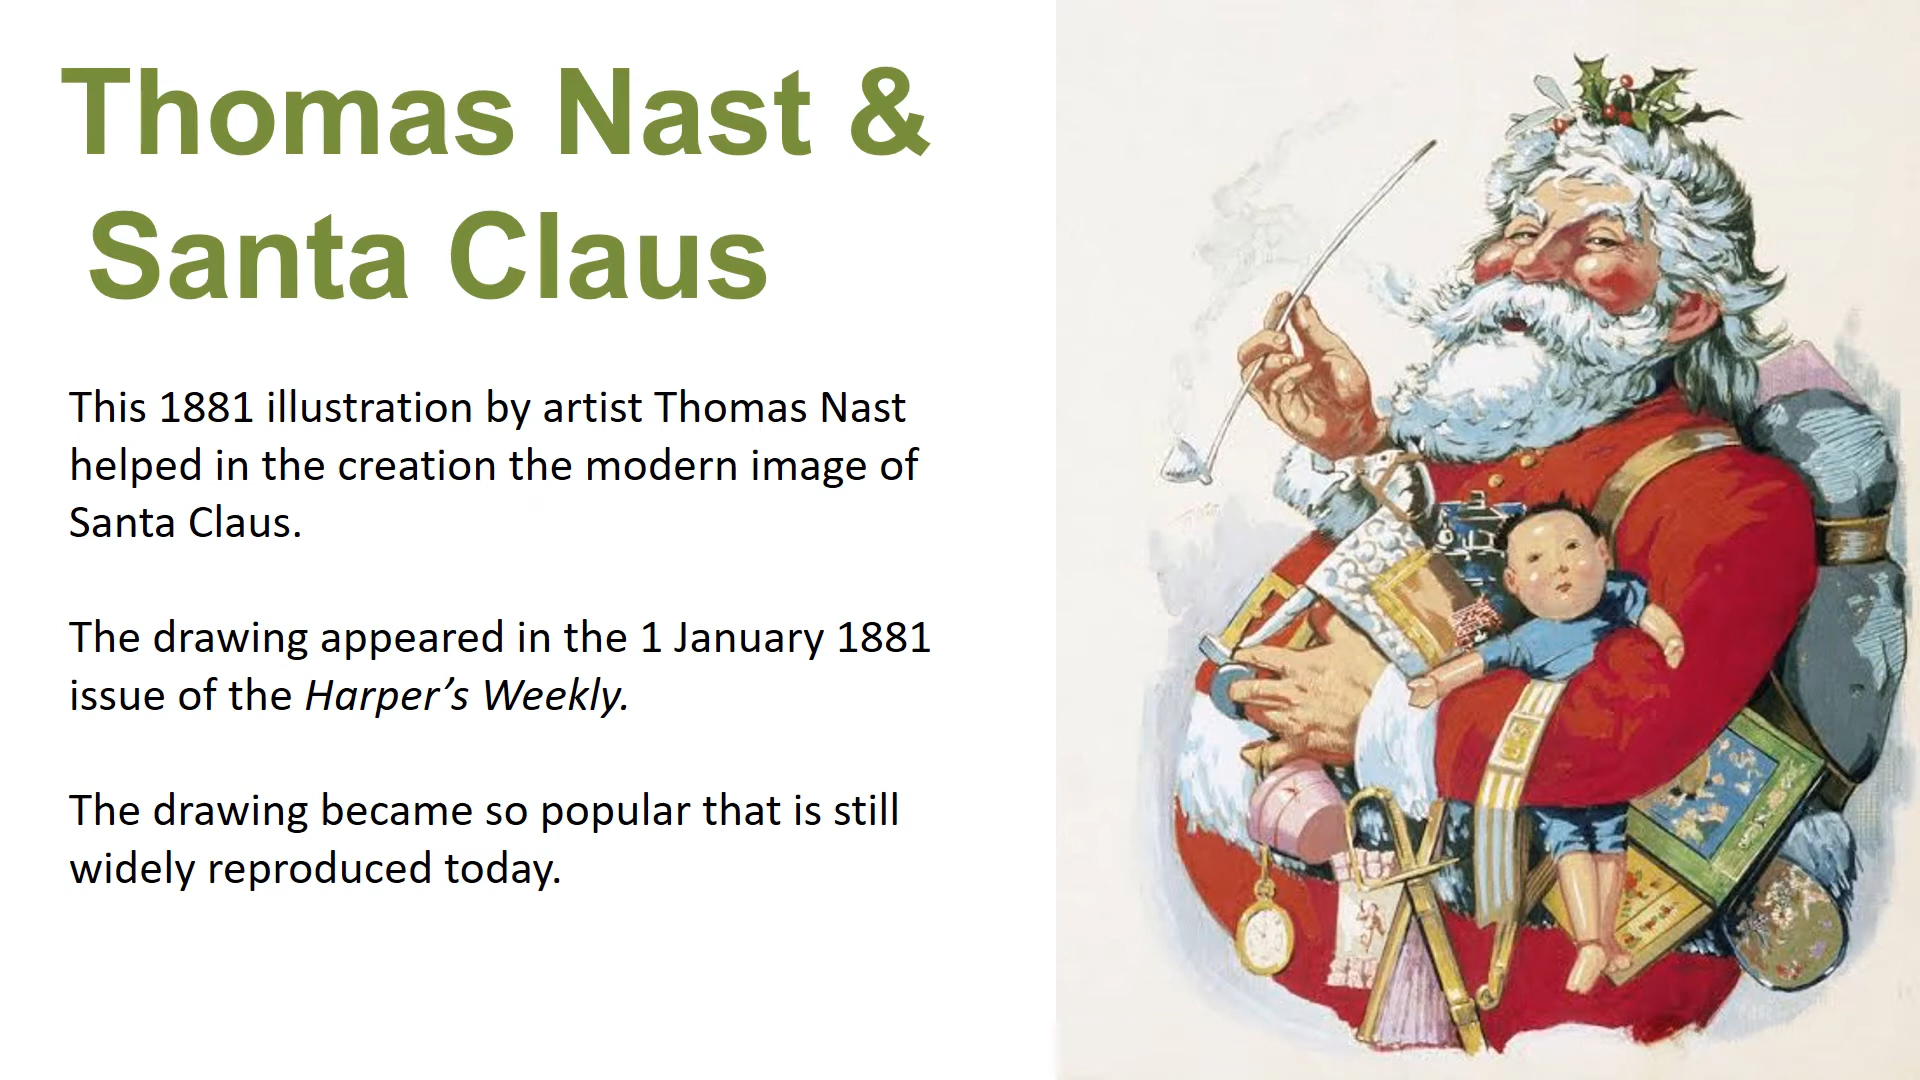 Thomas Nast &
Santa Claus
This 1881 illustration by artist Thomas Nast
helped in the creation the modern image of
Santa Claus.
The drawing appeared in the 1 January 1881
issue of the Harper’s Weekly.
The drawing became so popular that is still
widely reproduced today.